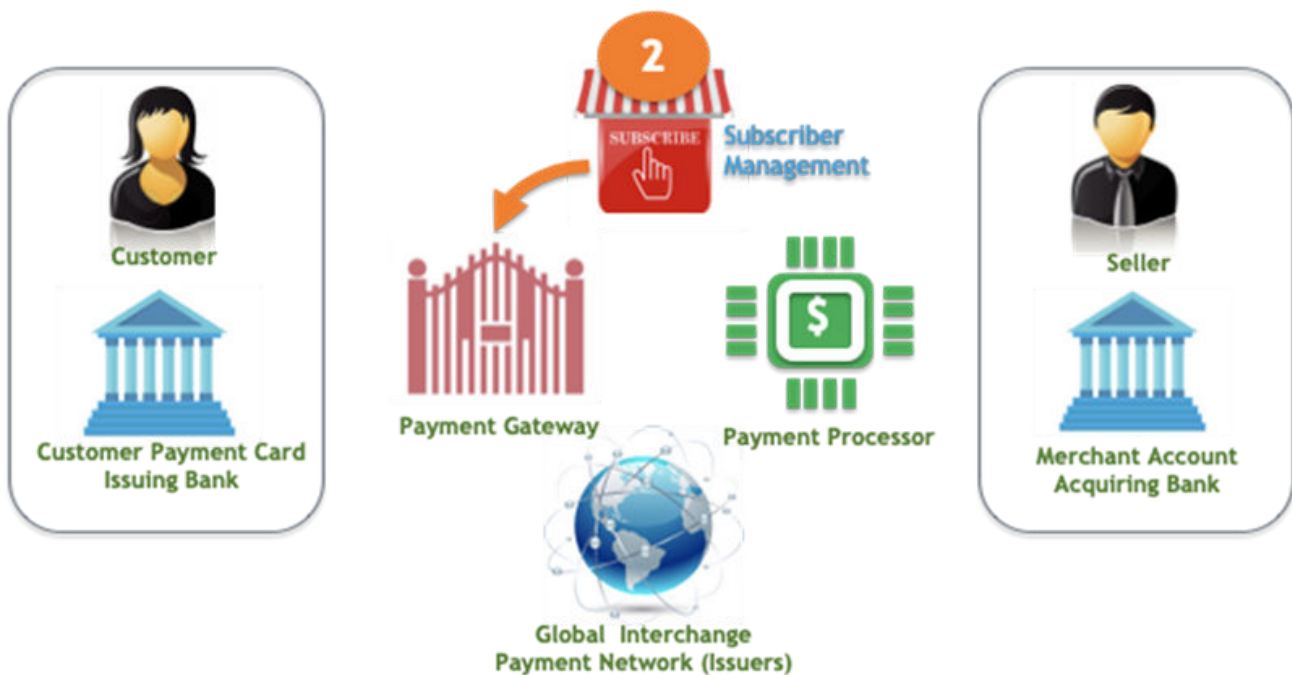 2
SUBSCRIBE
Subscriber
Management
Customer
Customer Payment Card
Issuing Bank
Payment Gateway
$
Payment Processor
Global Interchange
Payment Network (Issuers)
Seller
Merchant Account
Acquiring Bank